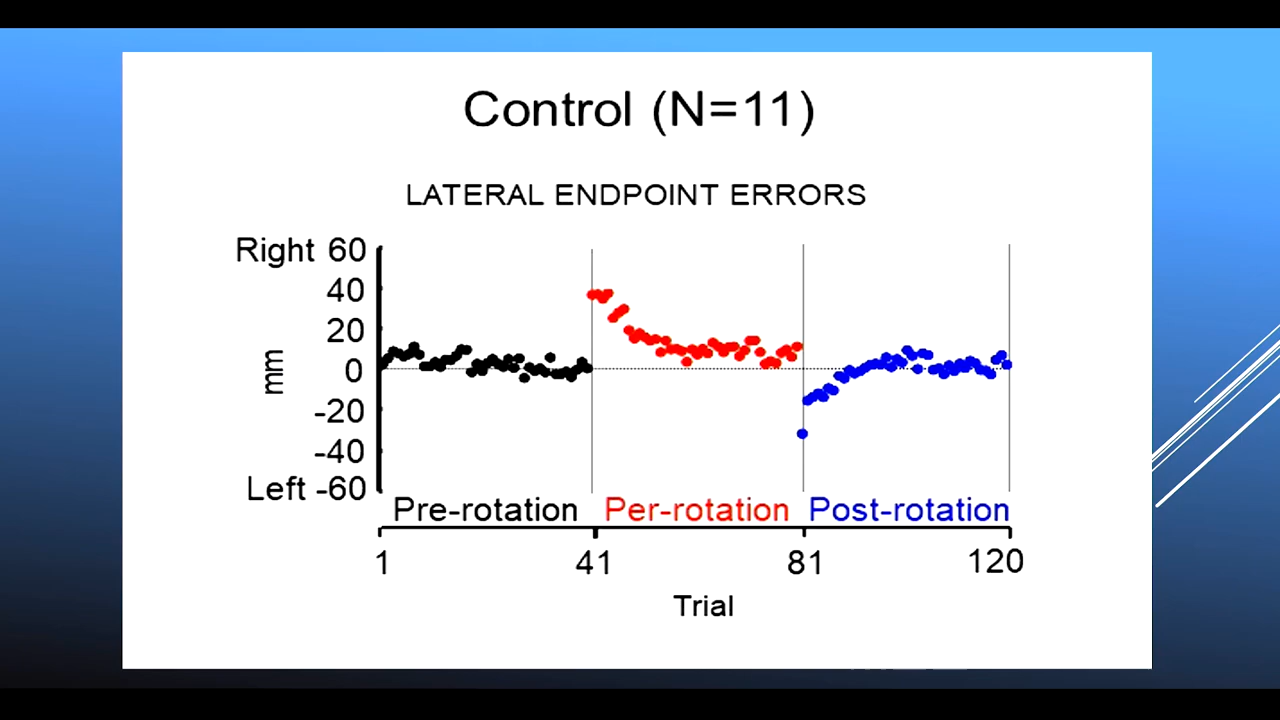 Control (N=11)
LATERAL ENDPOINT ERRORS
Right 60
40
20
0
-20
-40
Left -60
mm
Pre-rotation Per-rotation Post-rotation
1 41 81 120
Trial